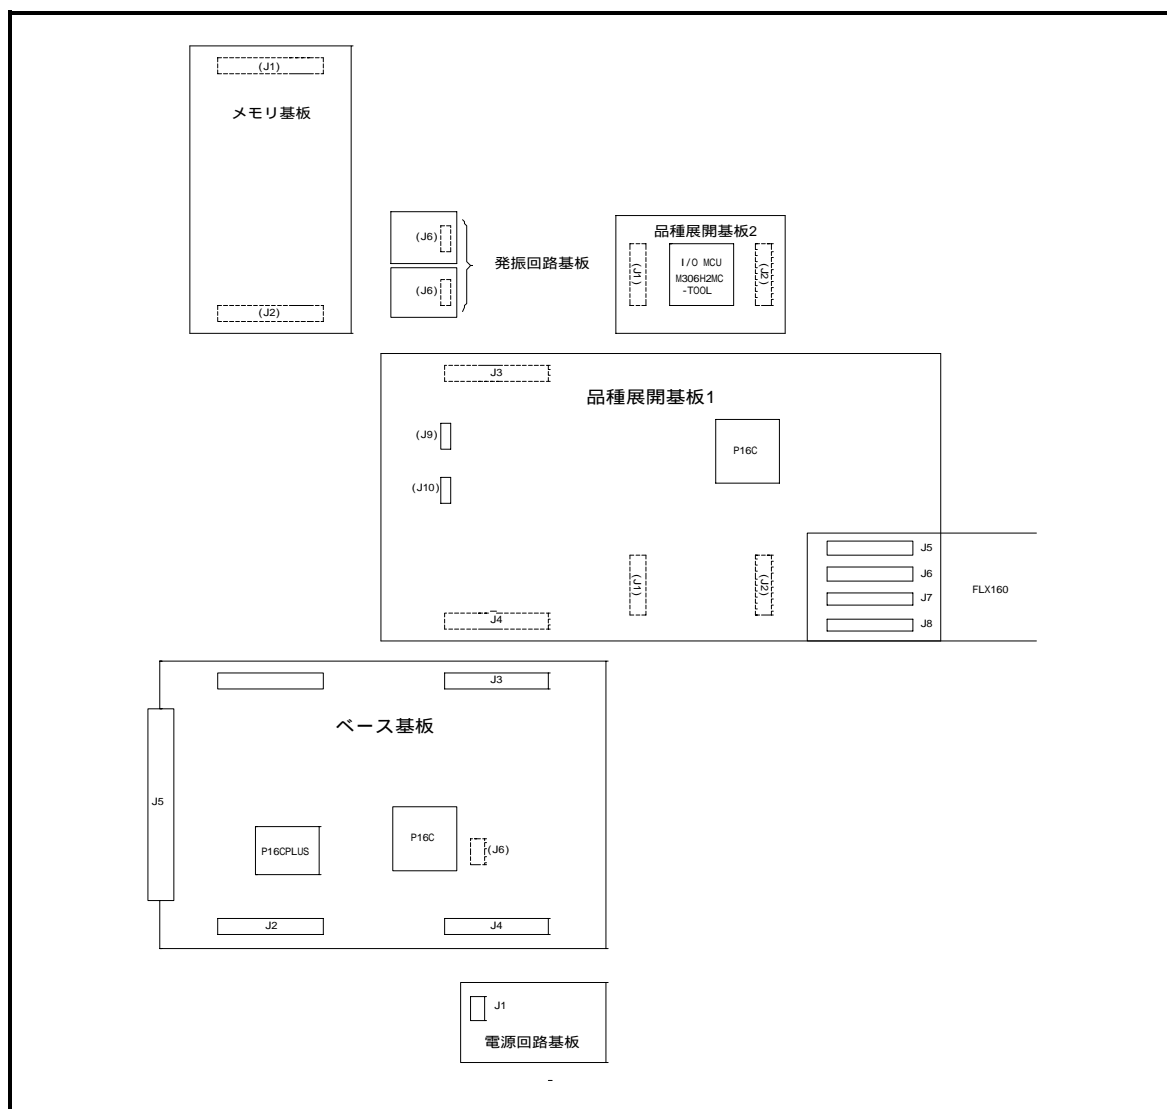 (J1)
メモリ基板
(J2)
(J6)
(J6)
発振回路基板
品種展開基板2
(J1)
I/O MCU
M306H2MC
-TOOL
(J2)
J3
品種展開基板1
(J9)
(J10)
P16C
(J1)
(J2)
J4
J5
J6
J7
J8
FLX160
J3
ベース基板
J5
P16CPLUS
P16C
(J6)
J2
J4
J1
電源回路基板